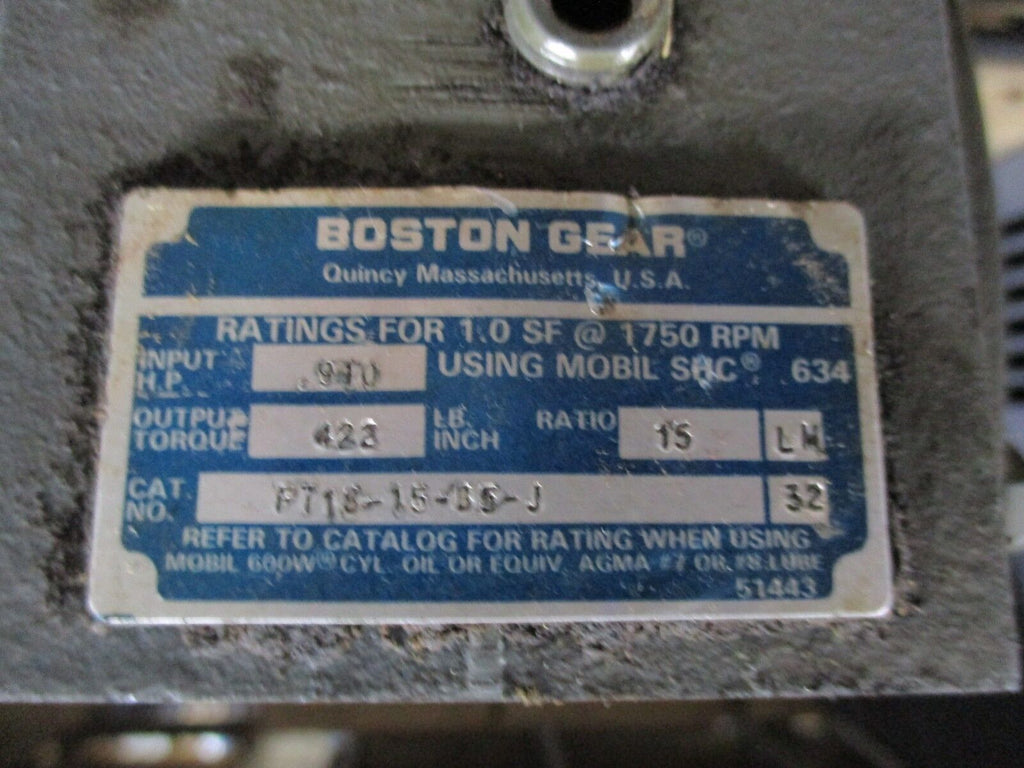 BOSTON GEAR®
Quincy Massachusetts, U.S.A.
RATINGS FOR 1.0 SF @ 1750 RPM
INPUT H.P. USING MOBIL SHC® 634
OUTPUT TORQUE 422 LB. INCH RATIO 15 LM
CAT. NO. 32
REFER TO CATALOG FOR RATING WHEN USING
MOBIL 600W® CYL. OIL OR EQUIV. AGMA #7 OR #8 LUBE
51443